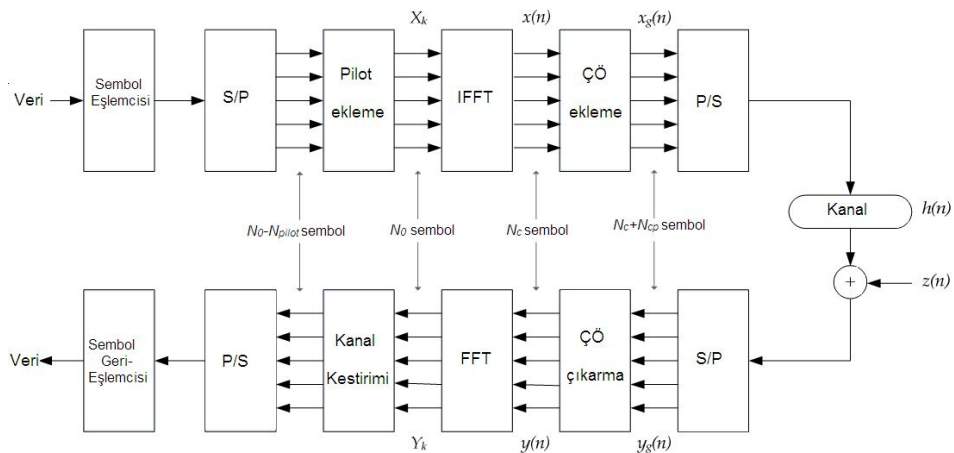 X_k
x(n)
x_g(n)
Veri
Sembol
Eşlemcisi
S/P
Pilot
ekleme
IFFT
ÇÖ
ekleme
P/S
Kanal
h(n)
N_0-N_pilot sembol
N_0 sembol
N_c sembol
N_c+N_cp sembol
+
z(n)
Veri
Sembol
Geri-
Eşlemcisi
P/S
Kanal
Kestirimi
FFT
ÇÖ
çıkarma
S/P
Y_k
y(n)
y_g(n)